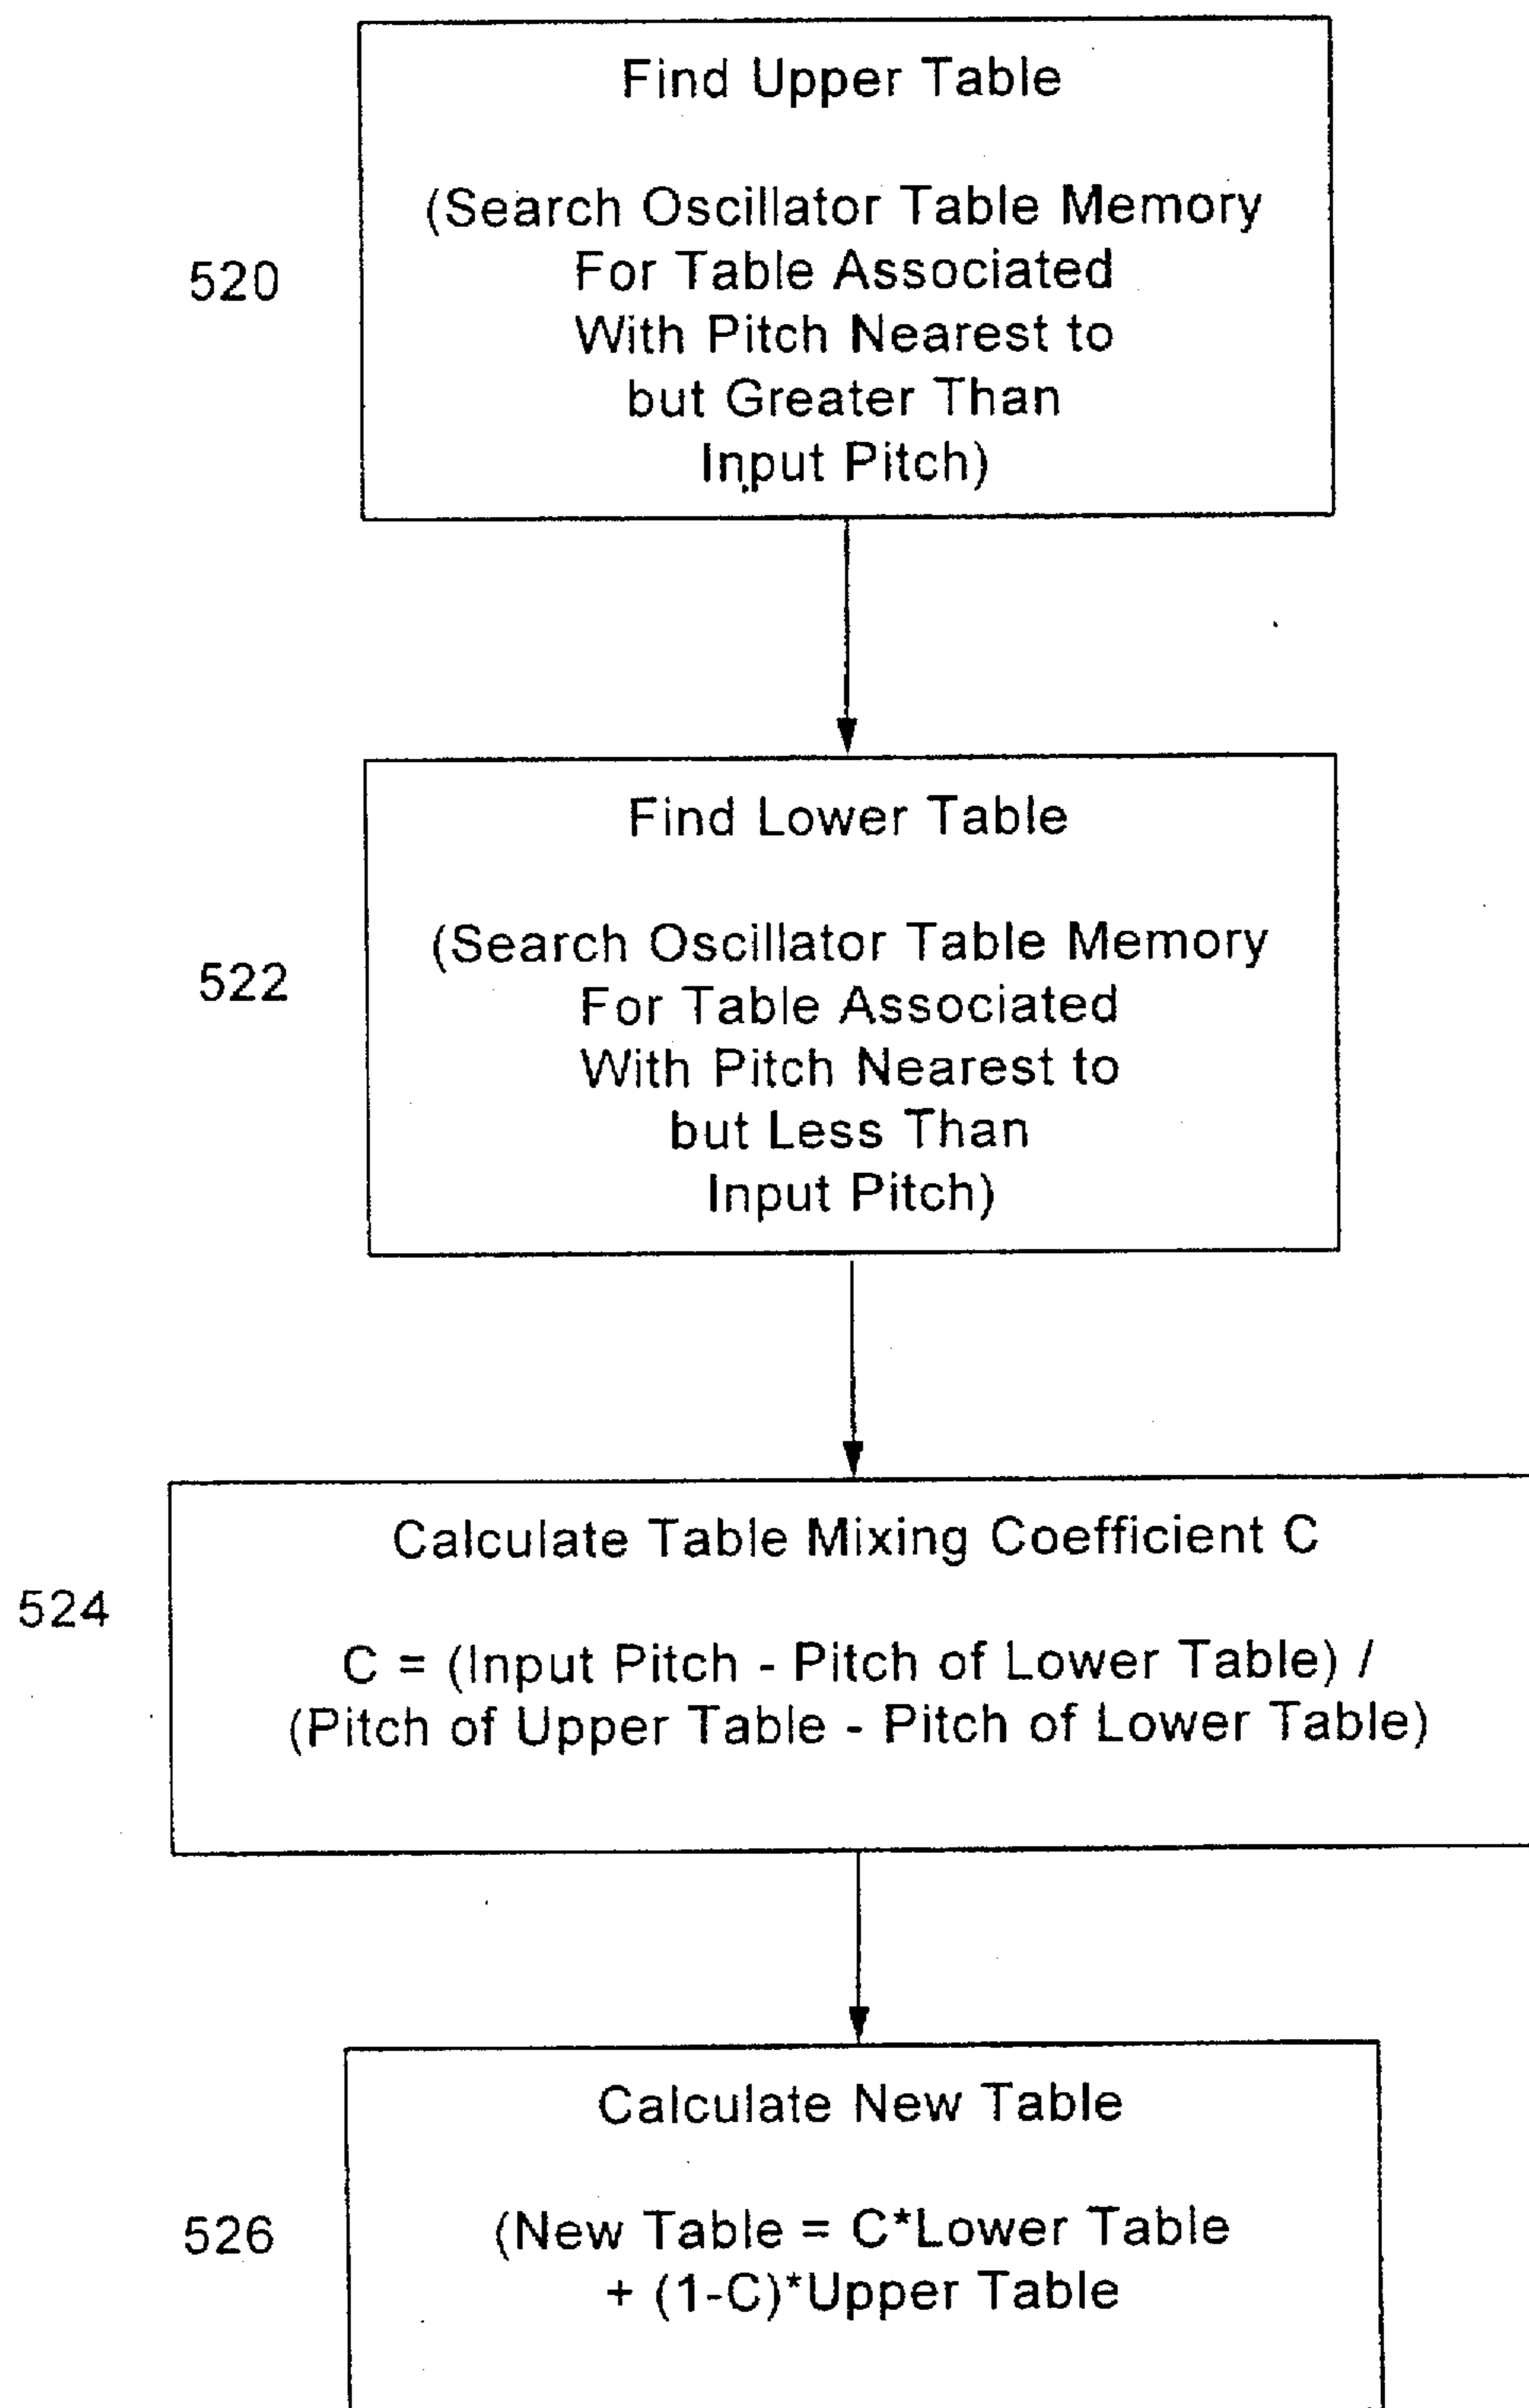 Find Upper Table
(Search Oscillator Table Memory
For Table Associated
With Pitch Nearest to
but Greater Than
Input Pitch)
520
Find Lower Table
(Search Oscillator Table Memory
For Table Associated
With Pitch Nearest to
but Less Than
Input Pitch)
522
Calculate Table Mixing Coefficient C
524
C = (Input Pitch - Pitch of Lower Table) /
(Pitch of Upper Table - Pitch of Lower Table)
Calculate New Table
526
(New Table = C*Lower Table
+ (1-C)*Upper Table